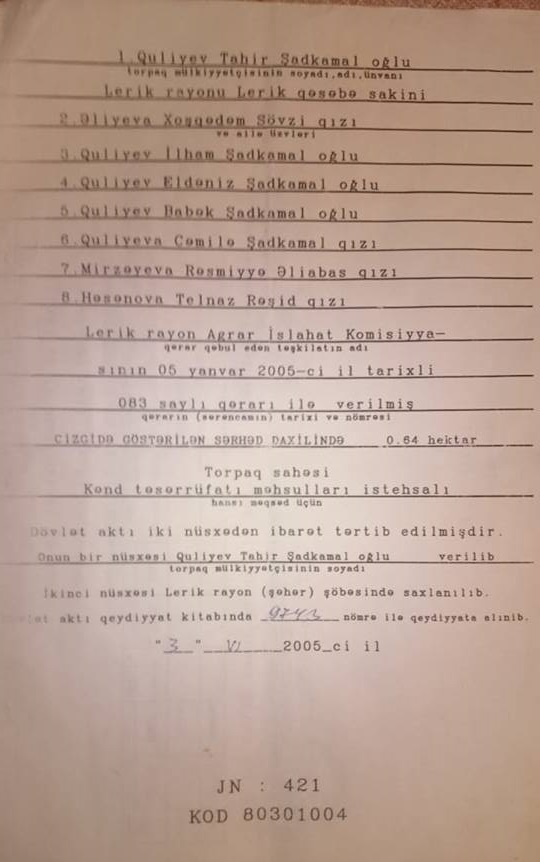 1.Quliyev Tahir Şadkamal oğlu
torpaq mülkiyyətçisinin soyadı,adı,ünvanı
Lerik rayonu Lerik qəsəbə sakini
2.Əliyeva Xoşqədəm Sövzi qızı
və ailə üzvləri
3.Quliyev İlham Şadkamal oğlu
4.Quliyev Eldəniz Şadkamal oğlu
5.Quliyev Babək Şadkamal oğlu
6.Quliyeva Cəmilə Şadkamal qızı
7.Mirzəyeva Rəsmiyyə Əliabas qızı
8.Həsənova Telnaz Rəşid qızı
Lerik rayon Aqrar İslahat Komisiyya-
qərar qəbul edən təşkilatın adı
sının 05 yanvar 2005-ci il tarixli
083 saylı qərarı ilə verilmiş
qərarın (sərəncamın) tarixi və nömrəsi
CİZGİDƏ GÖSTƏRİLƏN SƏRHƏD DAXİLİNDƏ 0.64 hektar
Torpaq sahəsi
Kənd təsərrüfatı məhsulları istehsalı
hansı məqsəd üçün
Dövlət aktı iki nüsxədən ibarət tərtib edilmişdir.
Onun bir nüsxəsi Quliyev Tahir Şadkamal oğlu verilib
torpaq mülkiyyətçisinin soyadı
İkinci nüsxəsi Lerik rayon (şəhər) şöbəsində saxlanılıb.
aktı qeydiyyat kitabında nömrə ilə qeydiyyata alınıb.
"3" VI 2005_ci il
JN : 421
KOD 80301004